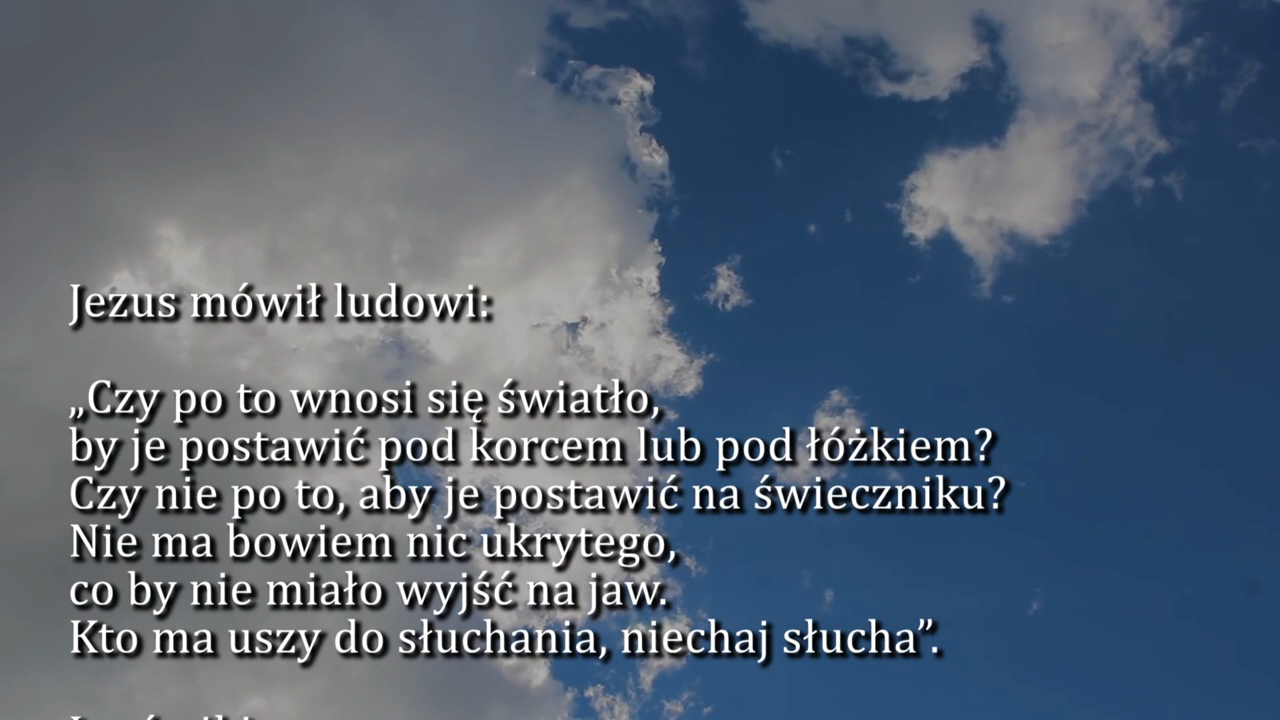 Jezus mówił ludowi:
„Czy po to wnosi się światło,
by je postawić pod korcem lub pod łóżkiem?
Czy nie po to, aby je postawić na świeczniku?
Nie ma bowiem nic ukrytego,
co by nie miało wyjść na jaw.
Kto ma uszy do słuchania, niechaj słucha”.